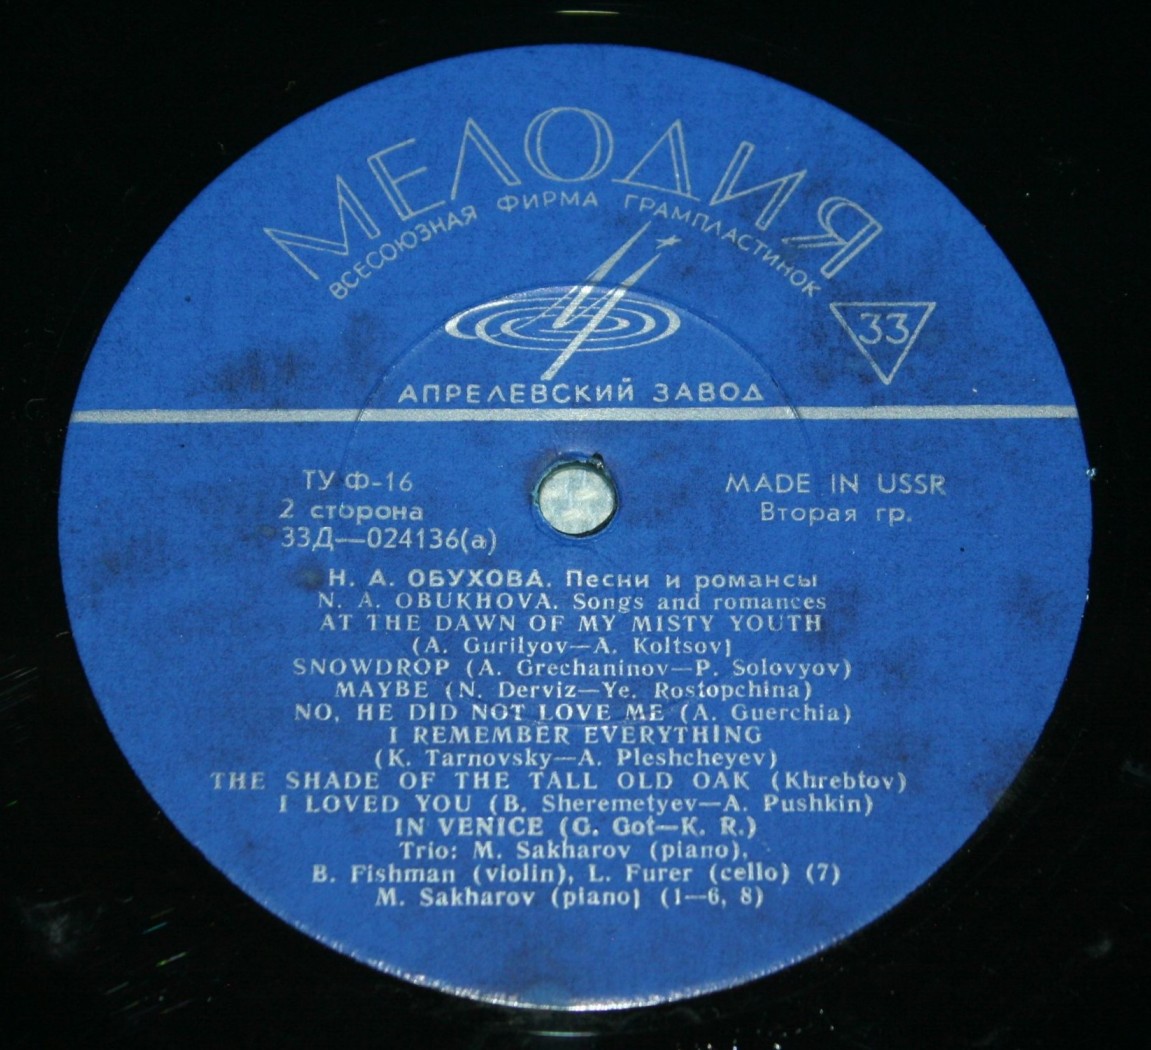 МЕЛОДИЯ
ВСЕСОЮЗНАЯ ФИРМА ГРАМПЛАСТИНОК
33
АПРЕЛЕВСКИЙ ЗАВОД
ТУ Ф-16
MADE IN USSR
2 сторона
Вторая гр.
33Д—024136(а)
Н. А. ОБУХОВА. Песни и романсы
N. A. OBUKHOVA. Songs and romances
AT THE DAWN OF MY MISTY YOUTH
(A. Gurilyov—A. Koltsov)
SNOWDROP (A. Grechaninov—P. Solovyov)
MAYBE (N. Derviz—Ye. Rostopchina)
NO, HE DID NOT LOVE ME (A. Guerchia)
I REMEMBER EVERYTHING
(K. Tarnovsky—A. Pleshcheyev)
THE SHADE OF THE TALL OLD OAK (Khrebtov)
I LOVED YOU (B. Sheremetyev—A. Pushkin)
IN VENICE (G. Got—K. R.)
Trio: M. Sakharov (piano),
B. Fishman (violin), L. Furer (cello) (7)
M. Sakharov (piano) (1—6, 8)